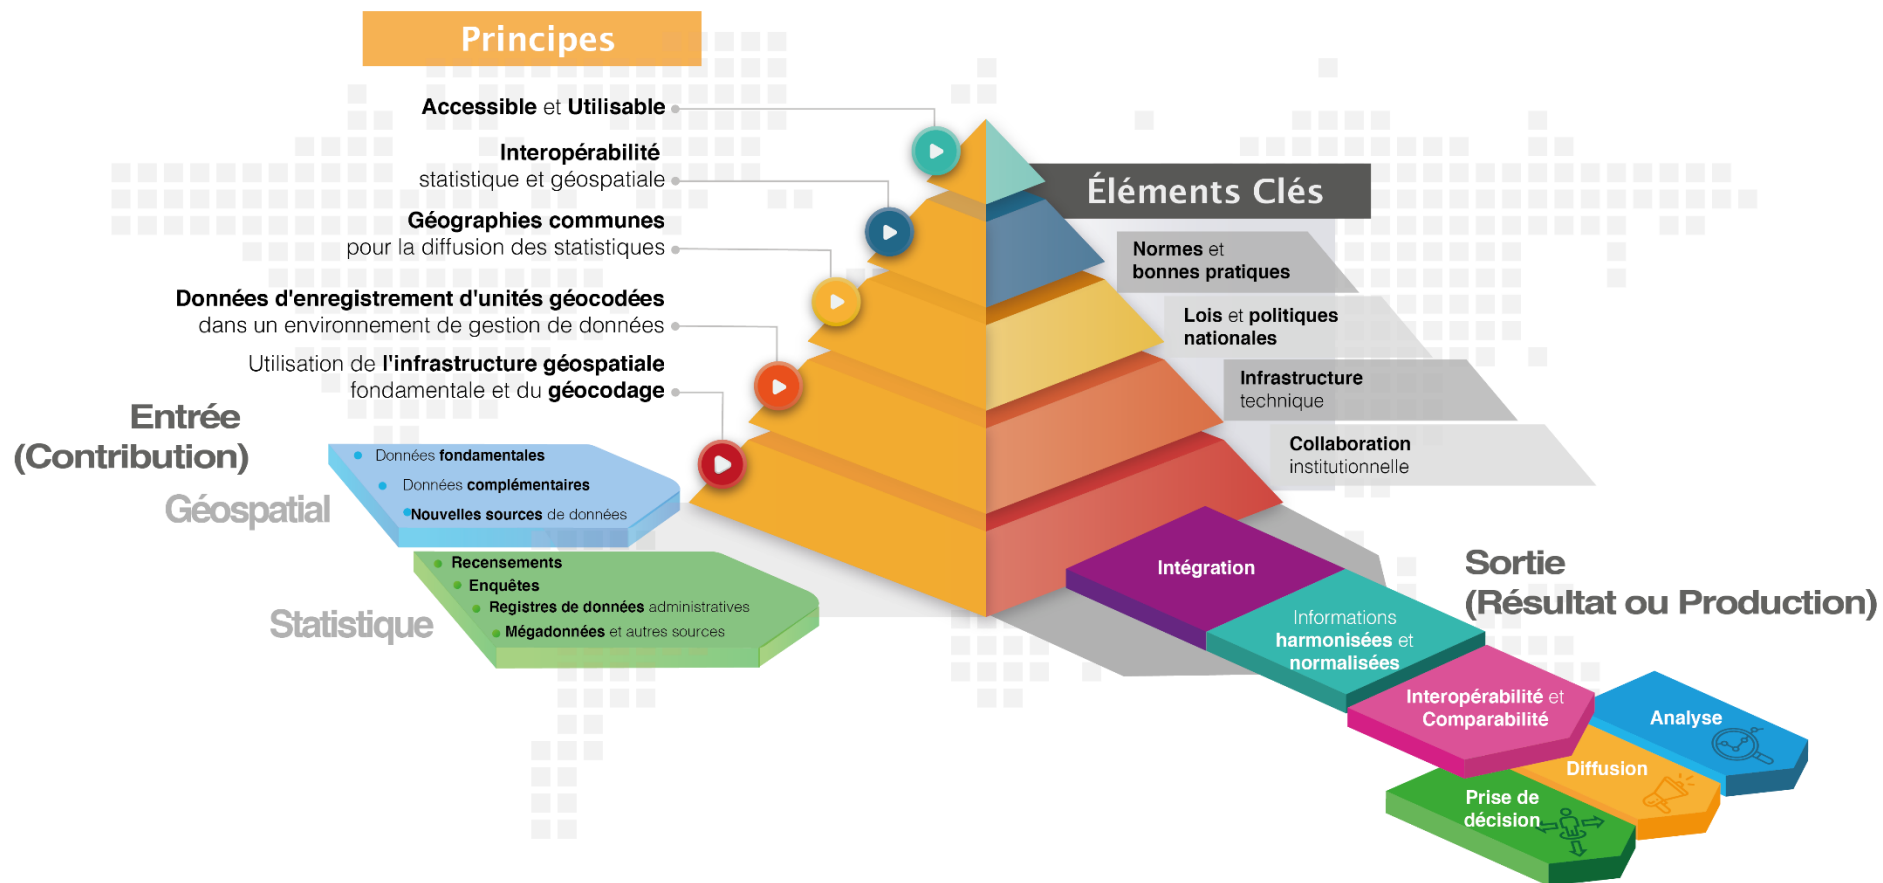 Principes
Accessible et Utilisable
Interopérabilité
statistique et géospatiale
Géographies communes
pour la diffusion des statistiques
Données d'enregistrement d'unités géocodées
dans un environnement de gestion de données
Utilisation de l'infrastructure géospatiale
fondamentale et du géocodage
Éléments Clés
Normes et
bonnes pratiques
Lois et politiques
nationales
Infrastructure
technique
Collaboration
institutionnelle
Entrée
(Contribution)
Géospatial
Données fondamentales
Données complémentaires
Nouvelles sources de données
Statistique
Recensements
Enquêtes
Registres de données administratives
Mégadonnées et autres sources
Sortie
(Résultat ou Production)
Intégration
Informations
harmonisées et
normalisées
Interopérabilité et
Comparabilité
Analyse
Diffusion
Prise de
décision